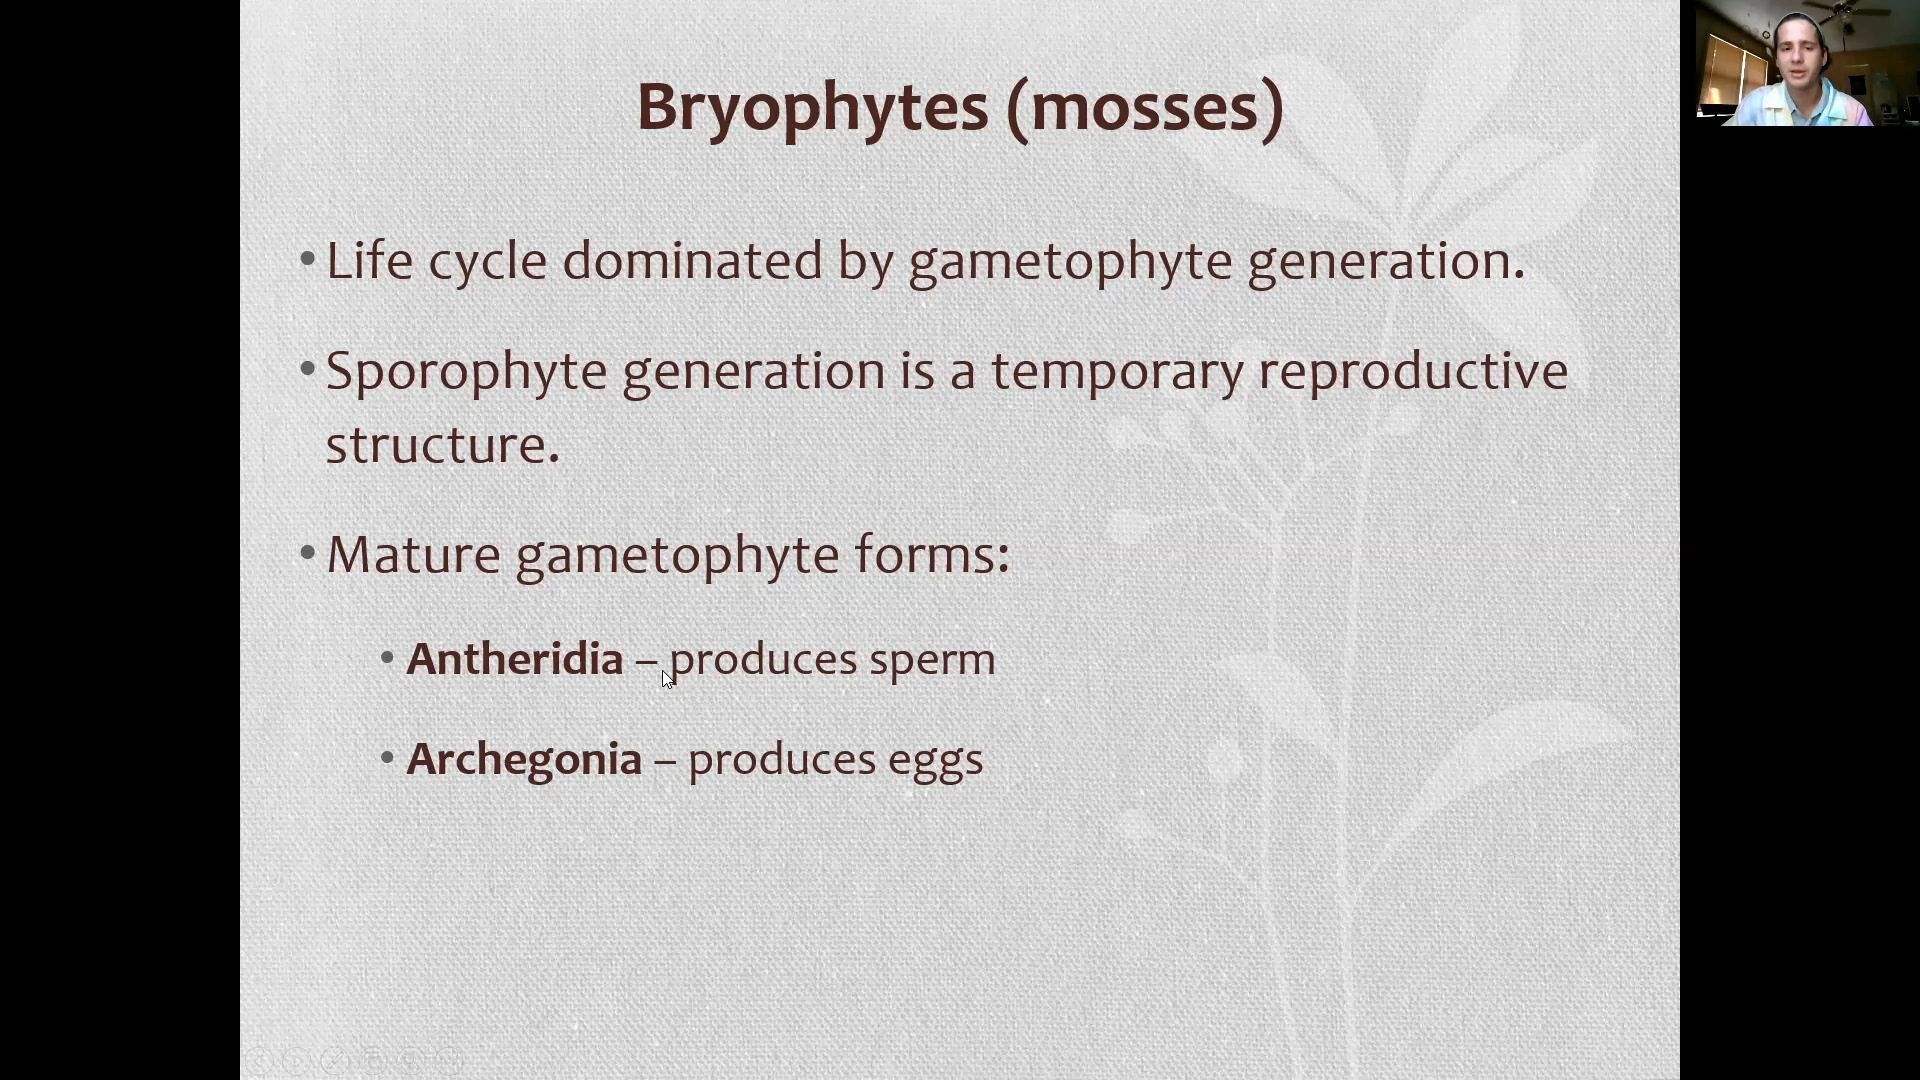 Bryophytes (mosses)
• Life cycle dominated by gametophyte generation.
• Sporophyte generation is a temporary reproductive
structure.
• Mature gametophyte forms:
• Antheridia – produces sperm
• Archegonia – produces eggs